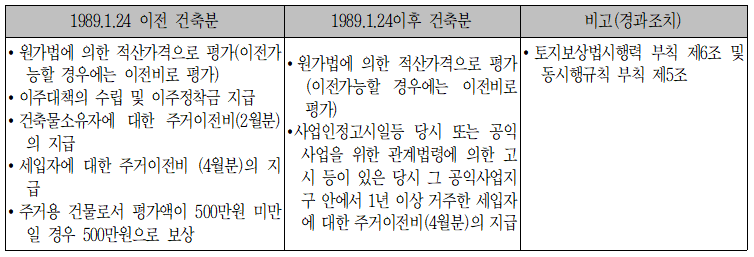 1989.1.24 이전 건축분
1989.1.24이후 건축분
비고(경과조치)
• 원가법에 의한 적산가격으로 평가(이전가
능할 경우에는 이전비로 평가)
• 이주대책의 수립 및 이주정착금 지급
• 건축물소유자에 대한 주거이전비(2월분)
의 지급
• 세입자에 대한 주거이전비 (4월분)의 지
급
• 주거용 건물로서 평가액이 500만원 미만
일 경우 500만원으로 보상
• 원가법에 의한 적산가격으로 평가
(이전가능할 경우에는 이전비로
평가)
•사업인정고시일등 당시 또는 공익
사업을 위한 관계법령에 의한 고
시 등이 있은 당시 그 공익사업지
구 안에서 1년 이상 거주한 세입자
에 대한 주거이전비(4월분)의 지급
• 토지보상법시행력 부칙 제6조 및
동시행규칙 부칙 제5조